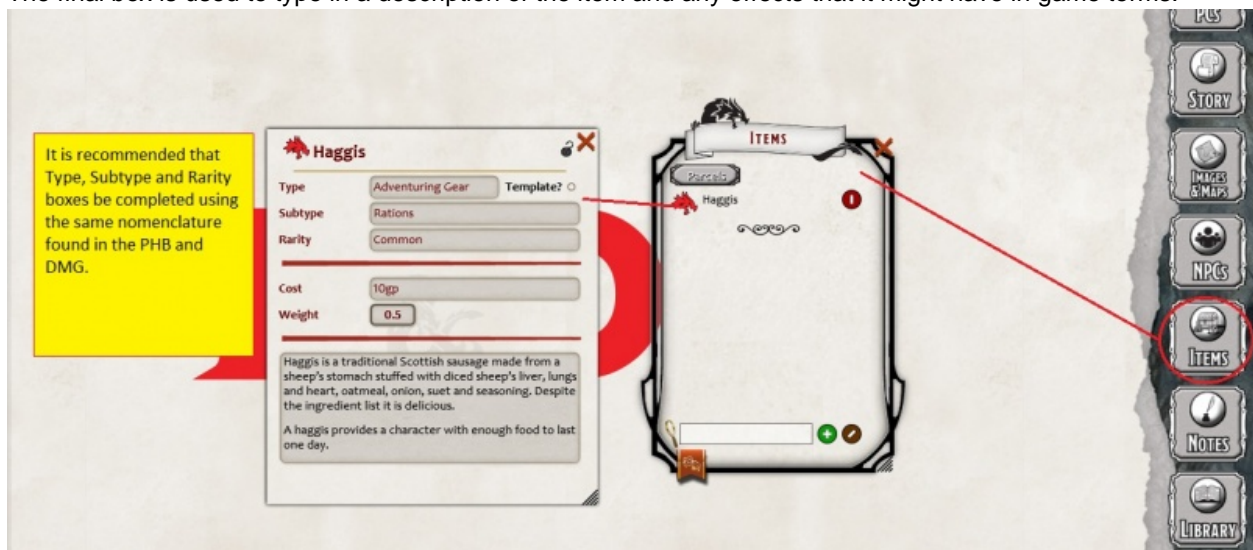 The final box is used to type in a description of the item and any effects that it might have in game terms.
It is recommended that
Type, Subtype and Rarity
boxes be completed using
the same nomenclature
found in the PHB and
DMG.
Haggis
Type Adventuring Gear Template?
Subtype Rations
Rarity Common
Cost 10gp
Weight 0.5
Haggis is a traditional Scottish sausage made from a
sheep's stomach stuffed with diced sheep's liver, lungs
and heart, oatmeal, onion, suet and seasoning. Despite
the ingredient list it is delicious.
A haggis provides a character with enough food to last
one day.
ITEMS
Parcels
Haggis
PCS
STORY
IMAGES
& MAPS
NPCS
ITEMS
NOTES
LIBRARY